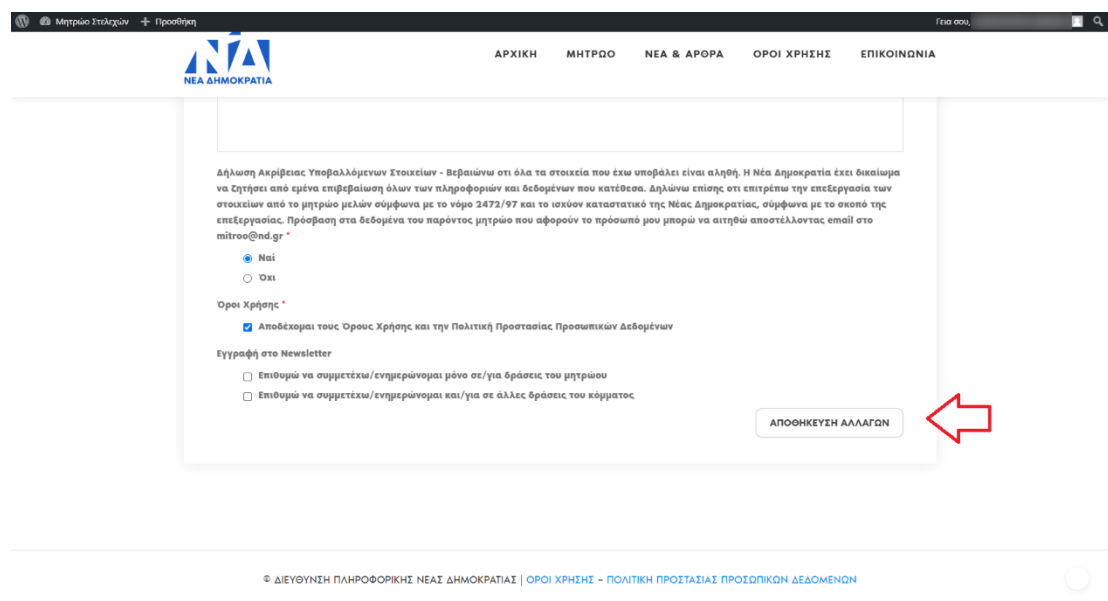 Μητρώο Στελεχών + Προσθήκη Γεια σου,
ΝΔ
ΝΕΑ ΔΗΜΟΚΡΑΤΙΑ
ΑΡΧΙΚΗ ΜΗΤΡΩΟ ΝΕΑ & ΑΡΘΡΑ ΟΡΟΙ ΧΡΗΣΗΣ ΕΠΙΚΟΙΝΩΝΙΑ
Δήλωση Ακρίβειας Υποβαλλόμενων Στοιχείων - Βεβαιώνω οτι όλα τα στοιχεία που έχω υποβάλει είναι αληθή. Η Νέα Δημοκρατία έχει δικαίωμα
να ζητήσει από εμένα επιβεβαίωση όλων των πληροφοριών και δεδομένων που κατέθεσα. Δηλώνω επίσης οτι επιτρέπω την επεξεργασία των
στοιχείων από το μητρώο μελών σύμφωνα με το νόμο 2472/97 και το ισχύον καταστατικό της Νέας Δημοκρατίας, σύμφωνα με το σκοπό της
επεξεργασίας. Πρόσβαση στα δεδομένα του παρόντος μητρώο που αφορούν το πρόσωπό μου μπορώ να αιτηθώ αποστέλλοντας email στο
mitroo@nd.gr *
Ναί
Όχι
Όροι Χρήσης *
Αποδέχομαι τους Όρους Χρήσης και την Πολιτική Προστασίας Προσωπικών Δεδομένων
Εγγραφή στο Newsletter
Επιθυμώ να συμμετέχω/ενημερώνομαι μόνο σε/για δράσεις του μητρώου
Επιθυμώ να συμμετέχω/ενημερώνομαι και/για σε άλλες δράσεις του κόμματος
ΑΠΟΘΗΚΕΥΣΗ ΑΛΛΑΓΩΝ
© ΔΙΕΥΘΥΝΣΗ ΠΛΗΡΟΦΟΡΙΚΗΣ ΝΕΑΣ ΔΗΜΟΚΡΑΤΙΑΣ | ΟΡΟΙ ΧΡΗΣΗΣ – ΠΟΛΙΤΙΚΗ ΠΡΟΣΤΑΣΙΑΣ ΠΡΟΣΩΠΙΚΩΝ ΔΕΔΟΜΕΝΩΝ